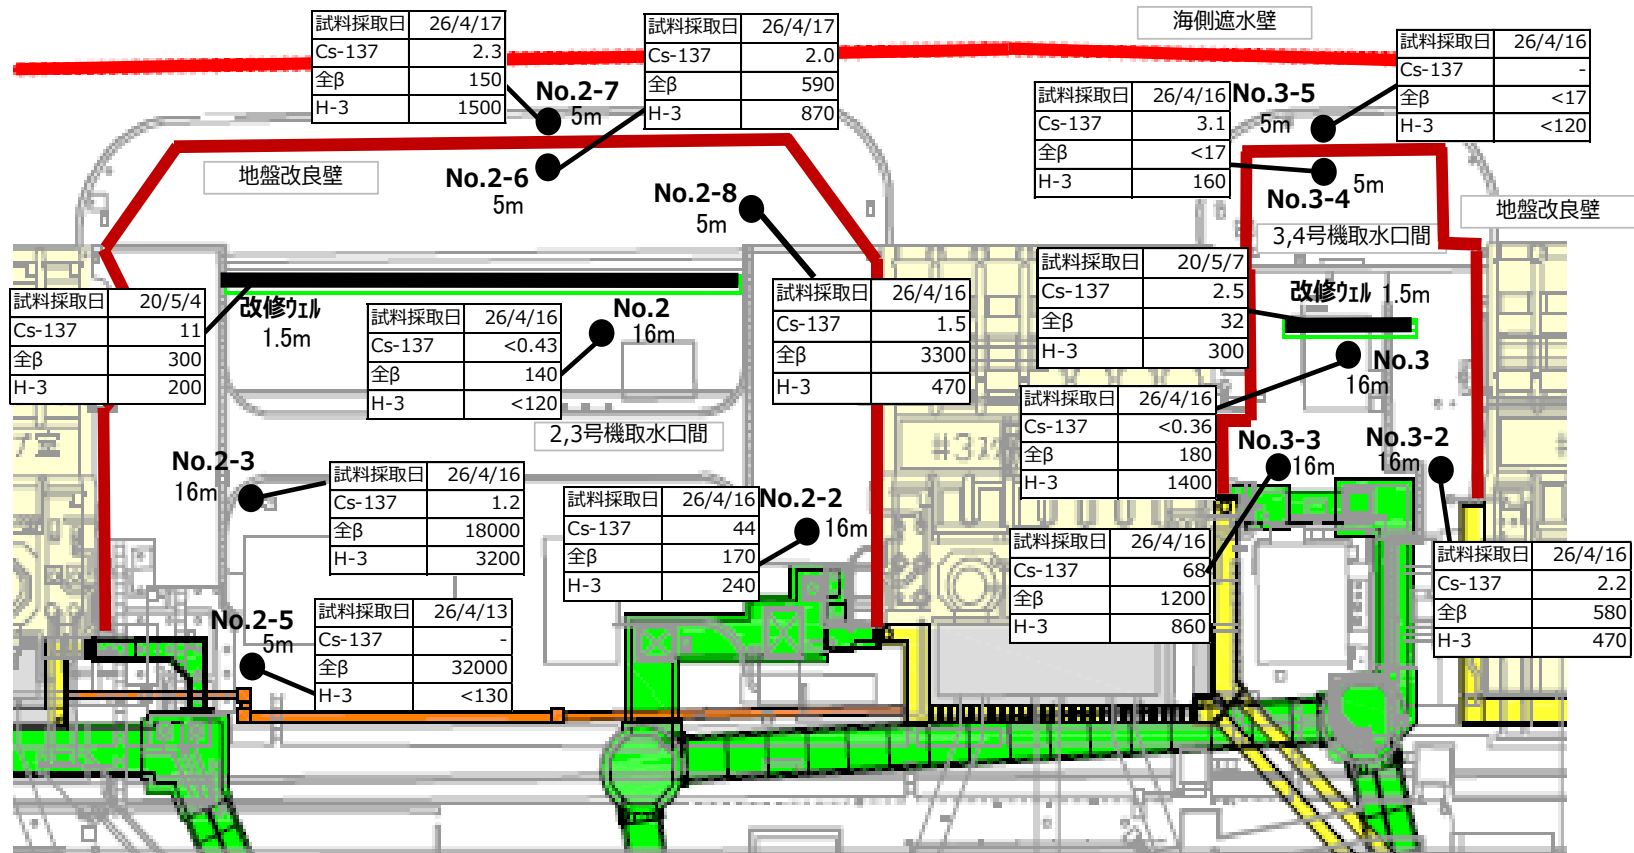 海側遮水壁
試料採取日 26/4/17
Cs-137 2.3
全β 150
H-3 1500
No.2-7
5m
試料採取日 26/4/17
Cs-137 2.0
全β 590
H-3 870
No.2-6
5m
地盤改良壁
No.2-8
5m
試料採取日 26/4/16
Cs-137 1.5
全β 3300
H-3 470
試料採取日 26/4/16
Cs-137 3.1
全β <17
H-3 160
No.3-5
5m
試料採取日 26/4/16
Cs-137 -
全β <17
H-3 <120
No.3-4
5m
地盤改良壁
3,4号機取水口間
試料採取日 20/5/4
Cs-137 11
全β 300
H-3 200
改修ウェル
1.5m
試料採取日 26/4/16
Cs-137 <0.43
全β 140
H-3 <120
No.2
16m
試料採取日 20/5/7
Cs-137 2.5
全β 32
H-3 300
改修ウェル 1.5m
No.3
16m
試料採取日 26/4/16
Cs-137 <0.36
全β 180
H-3 1400
2,3号機取水口間
No.2-3
16m
試料採取日 26/4/16
Cs-137 1.2
全β 18000
H-3 3200
試料採取日 26/4/16
Cs-137 44
全β 170
H-3 240
No.2-2
16m
No.3-3
16m
試料採取日 26/4/16
Cs-137 68
全β 1200
H-3 860
No.3-2
16m
試料採取日 26/4/16
Cs-137 2.2
全β 580
H-3 470
No.2-5
5m
試料採取日 26/4/13
Cs-137 -
全β 32000
H-3 <130
#3